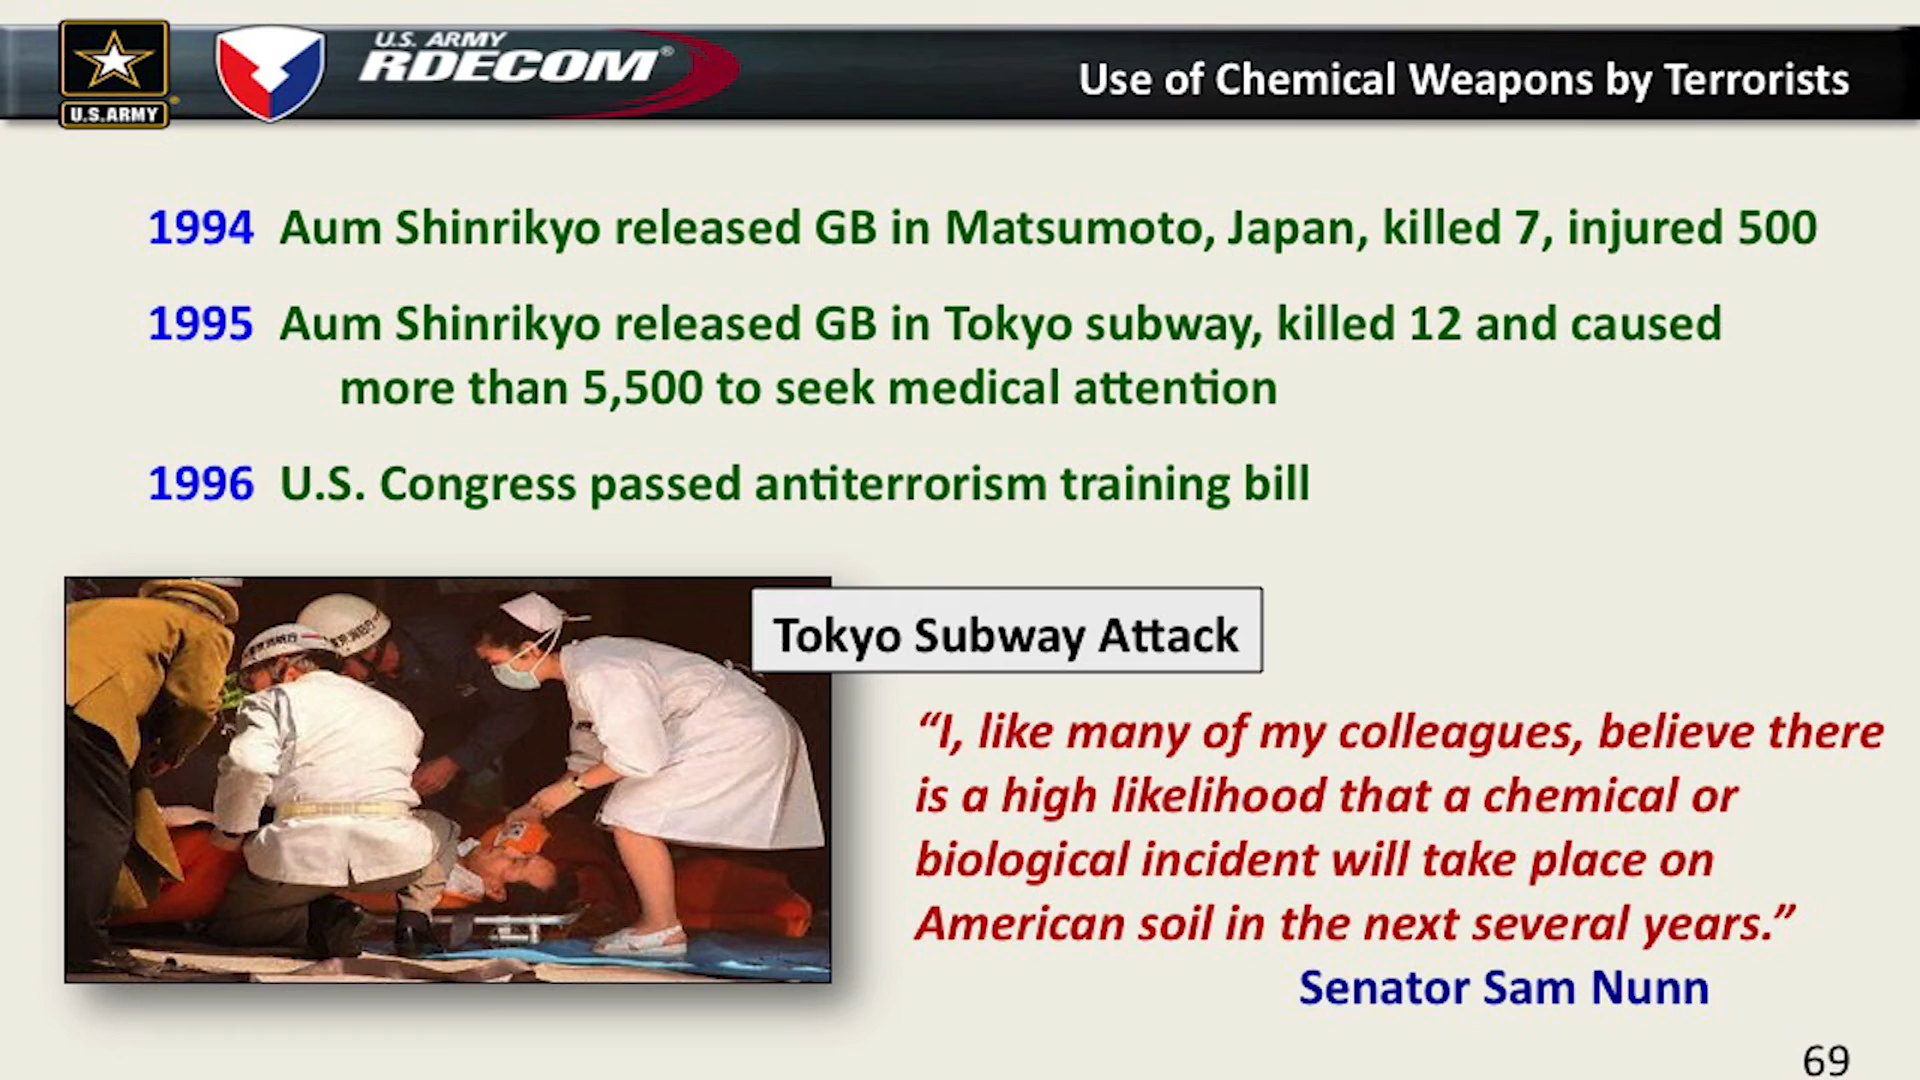 U.S. ARMY
RDECOM®
U.S.ARMY
Use of Chemical Weapons by Terrorists
1994 Aum Shinrikyo released GB in Matsumoto, Japan, killed 7, injured 500
1995 Aum Shinrikyo released GB in Tokyo subway, killed 12 and caused
more than 5,500 to seek medical attention
1996 U.S. Congress passed antiterrorism training bill
Tokyo Subway Attack
“I, like many of my colleagues, believe there
is a high likelihood that a chemical or
biological incident will take place on
American soil in the next several years.”
Senator Sam Nunn
69